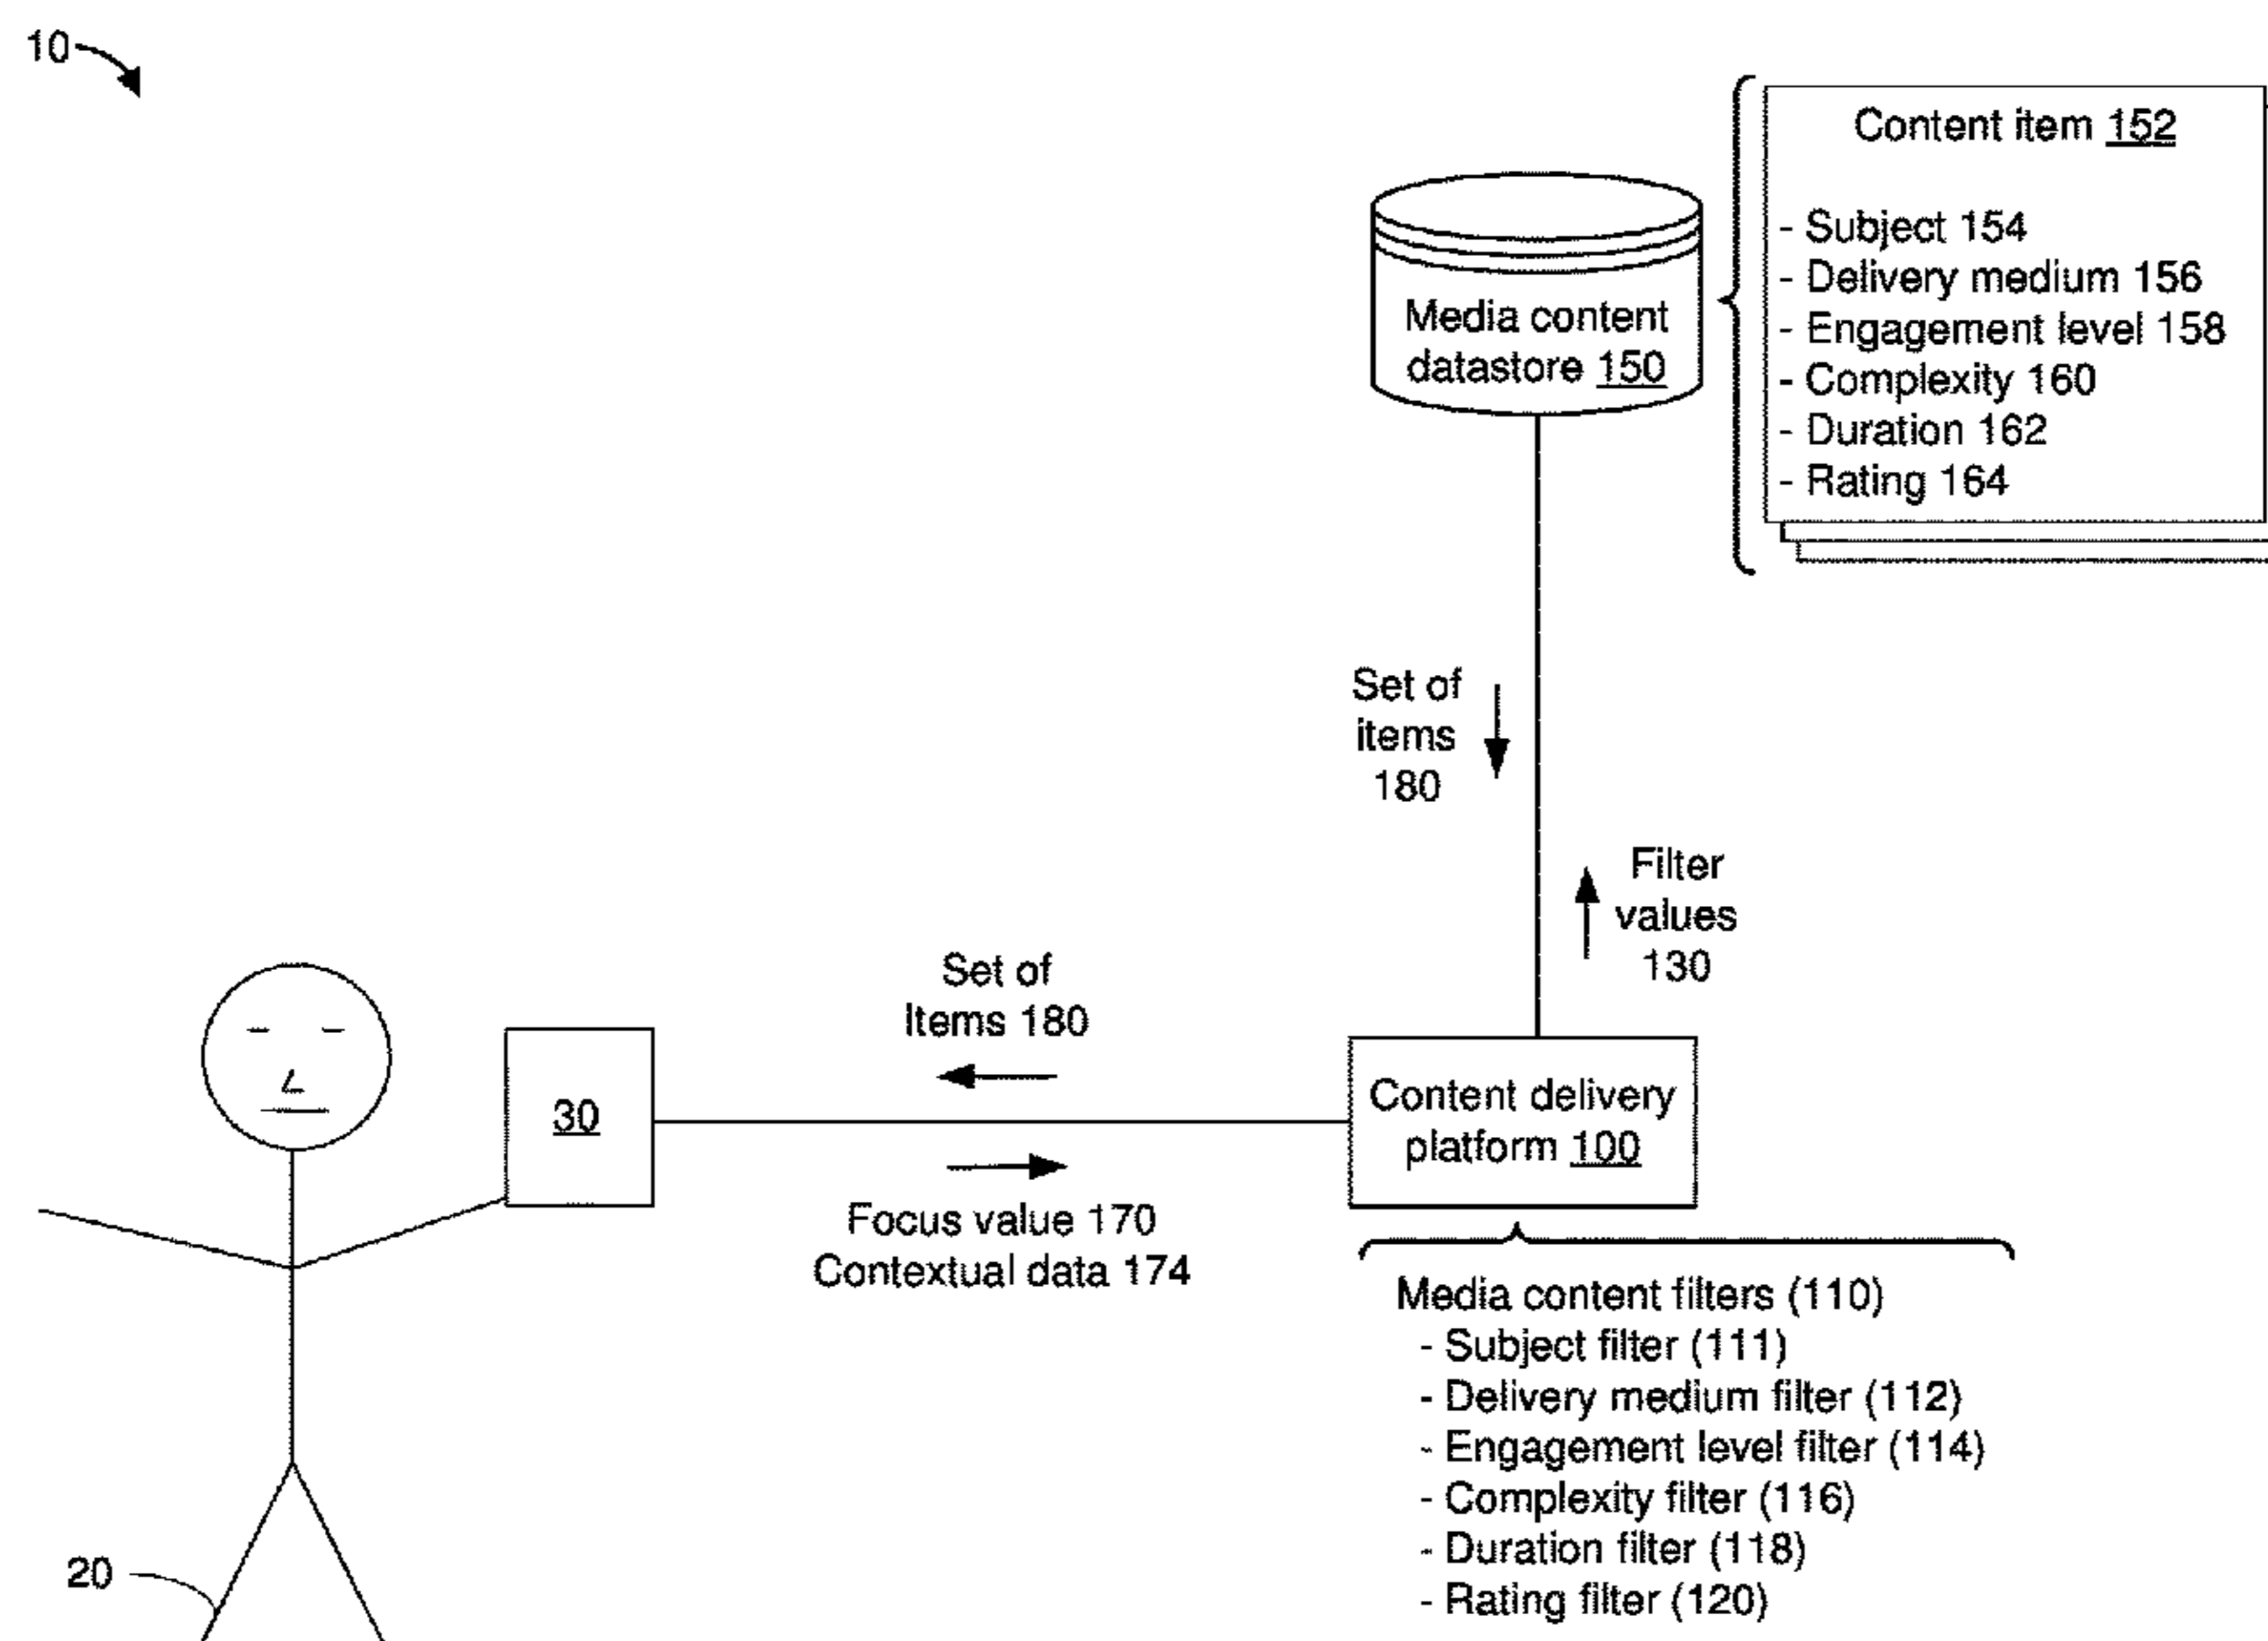 10
Content item 152
- Subject 154
- Delivery medium 156
- Engagement level 158
- Complexity 160
- Duration 162
- Rating 164
Media content
datastore 150
Set of
items
180
Filter
values
130
Set of
Items 180
30
Content delivery
platform 100
Focus value 170
Contextual data 174
Media content filters (110)
- Subject filter (111)
- Delivery medium filter (112)
- Engagement level filter (114)
- Complexity filter (116)
- Duration filter (118)
- Rating filter (120)
20